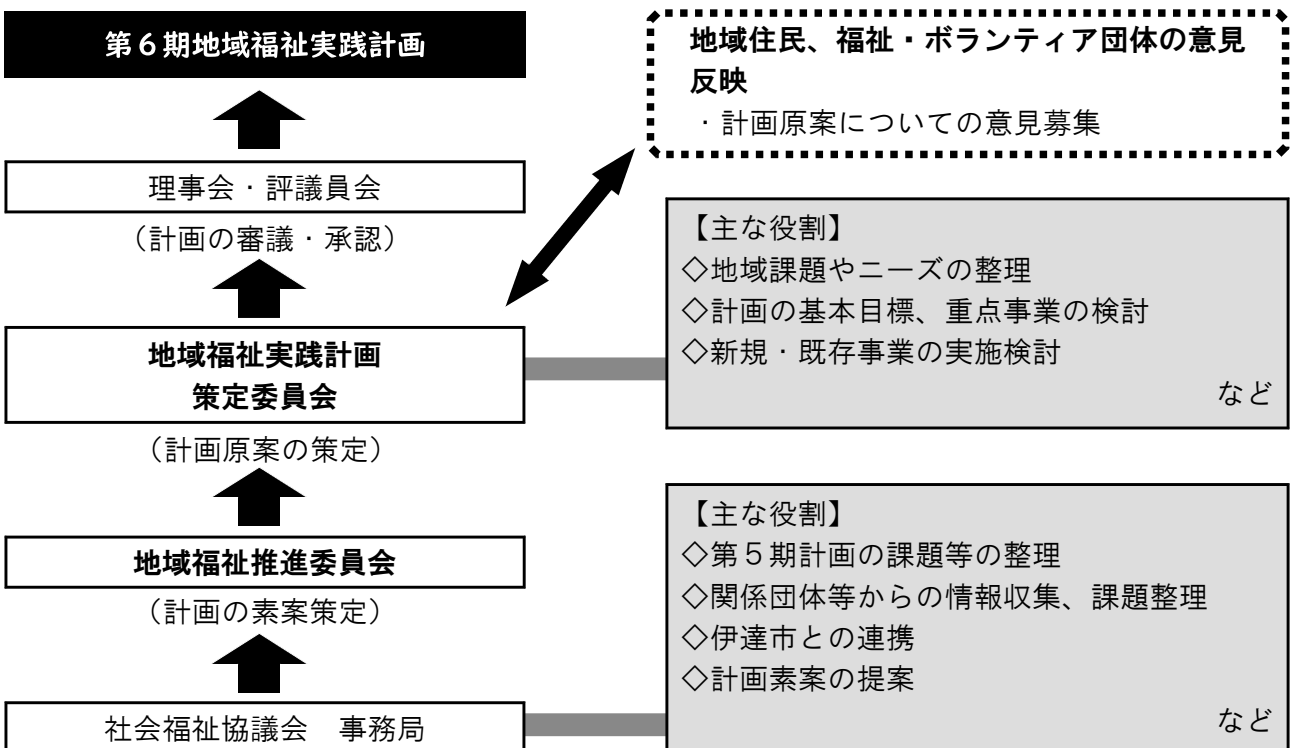 第６期地域福祉実践計画
地域住民、福祉・ボランティア団体の意見
反映
・計画原案についての意見募集
理事会・評議員会
（計画の審議・承認）
【主な役割】
◇地域課題やニーズの整理
◇計画の基本目標、重点事業の検討
◇新規・既存事業の実施検討
など
地域福祉実践計画
策定委員会
（計画原案の策定）
【主な役割】
◇第５期計画の課題等の整理
◇関係団体等からの情報収集、課題整理
◇伊達市との連携
◇計画素案の提案
など
地域福祉推進委員会
（計画の素案策定）
社会福祉協議会　事務局